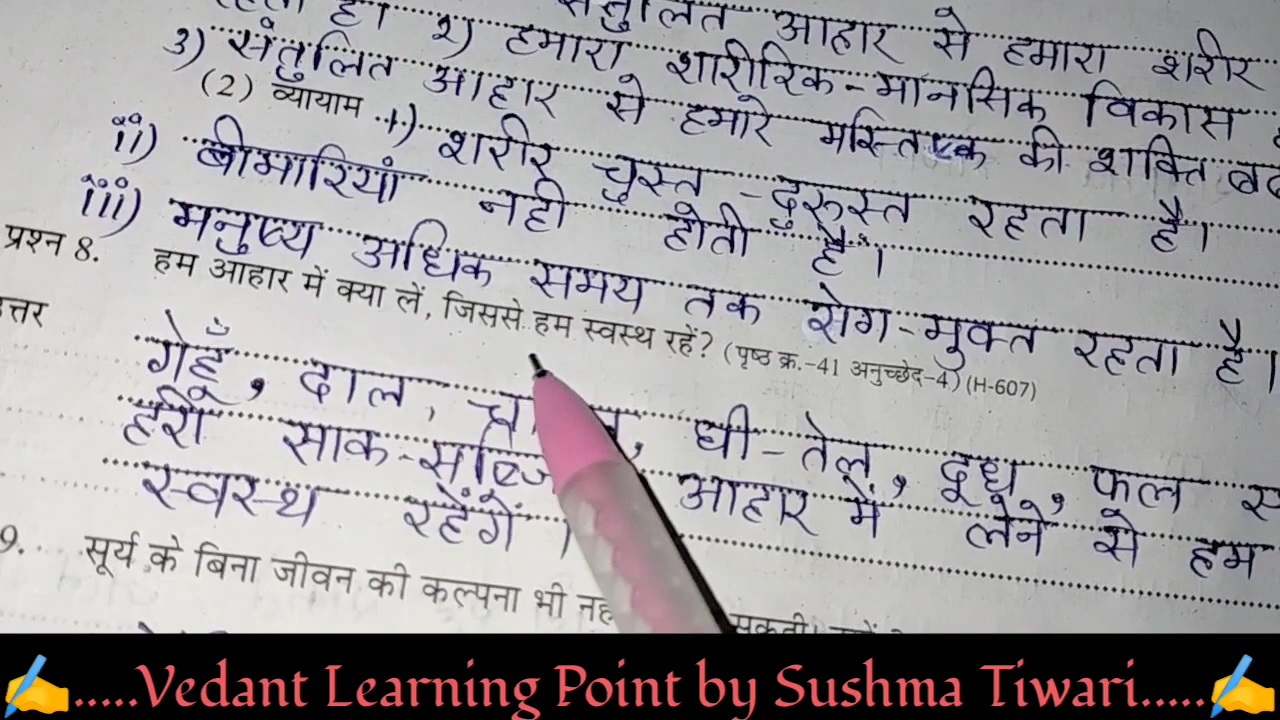 संतुलित आहार से हमारा शरीर
रहता है। 2) हमारा शारीरिक-मानसिक विकास
3) संतुलित आहार से हमारे मस्तिष्क की शक्ति
(2) व्यायाम i) शरीर चुस्त-दुरुस्त रहता है।
ii) बीमारियां नही होती है।
iii) मनुष्य अधिक समय तक रोग-मुक्त रहता है।
प्रश्न 8. हम आहार में क्या लें, जिससे हम स्वस्थ रहें? (पृष्ठ क्र.-41 अनुच्छेद-4) (H-607)
उत्तर
गेहूँ, दाल, घी-तेल, दूध, फल
हरी साक- आहार में लेने से हम
स्वस्थ रहेंगें।
9. सूर्य के बिना जीवन की कल्पना भी
✍.....Vedant Learning Point by Sushma Tiwari.....✍